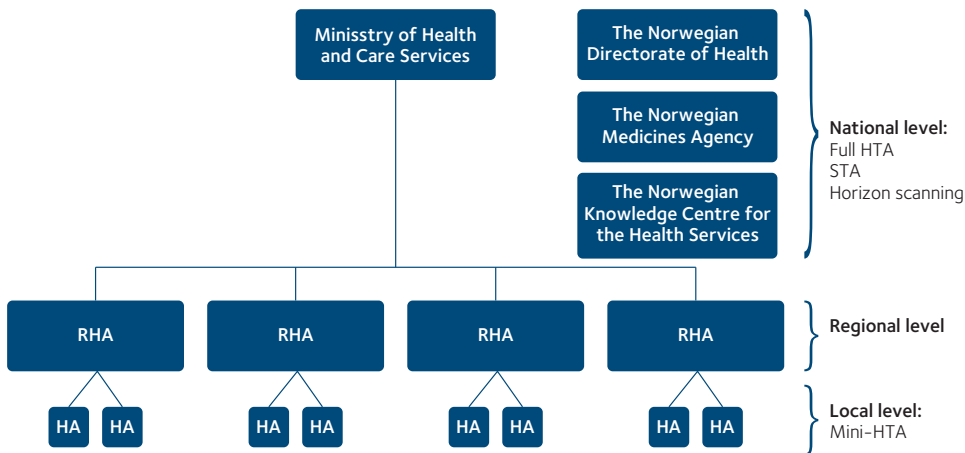 Ministry of Health
and Care Services
The Norwegian
Directorate of Health
The Norwegian
Medicines Agency
The Norwegian
Knowledge Centre for
the Health Services
National level:
Full HTA
STA
Horizon scanning
RHA
RHA
RHA
RHA
Regional level
HA
HA
HA
HA
HA
HA
HA
HA
Local level:
Mini-HTA